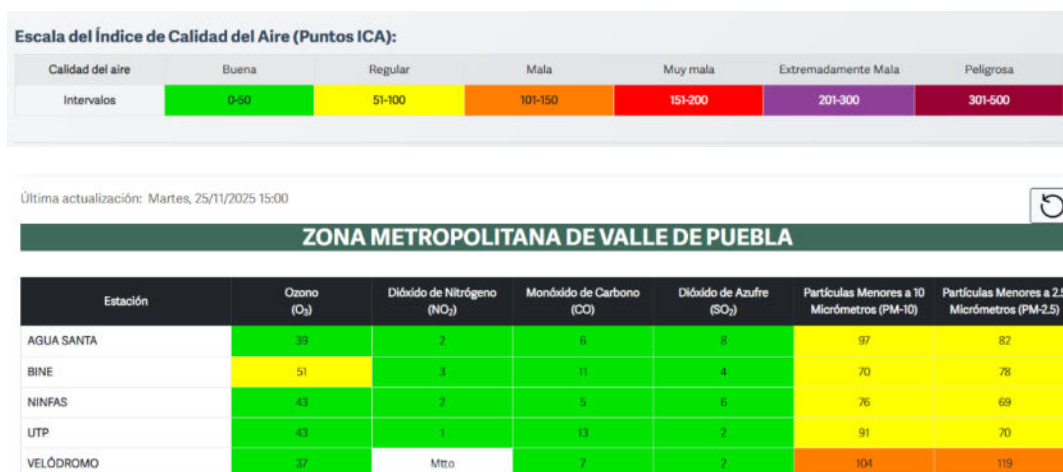 Escala del Índice de Calidad del Aire (Puntos ICA):
Calidad del aire Buena Regular Mala Muy mala Extremadamente Mala Peligrosa
Intervalos 0-50 51-100 101-150 151-200 201-300 301-500
Última actualización: Martes, 25/11/2025 15:00
ZONA METROPOLITANA DE VALLE DE PUEBLA
Estación Ozono (O₃) Dióxido de Nitrógeno (NO₂) Monóxido de Carbono (CO) Dióxido de Azufre (SO₂) Partículas Menores a 10 Micrómetros (PM-10) Partículas Menores a 2.5 Micrómetros (PM-2.5)
AGUA SANTA 39 2 6 8 97 82
BINE 51 3 11 4 70 78
NINFAS 43 2 5 6 76 69
UTP 43 1 13 2 91 70
VELÓDROMO 37 Mtto 7 2 104 119